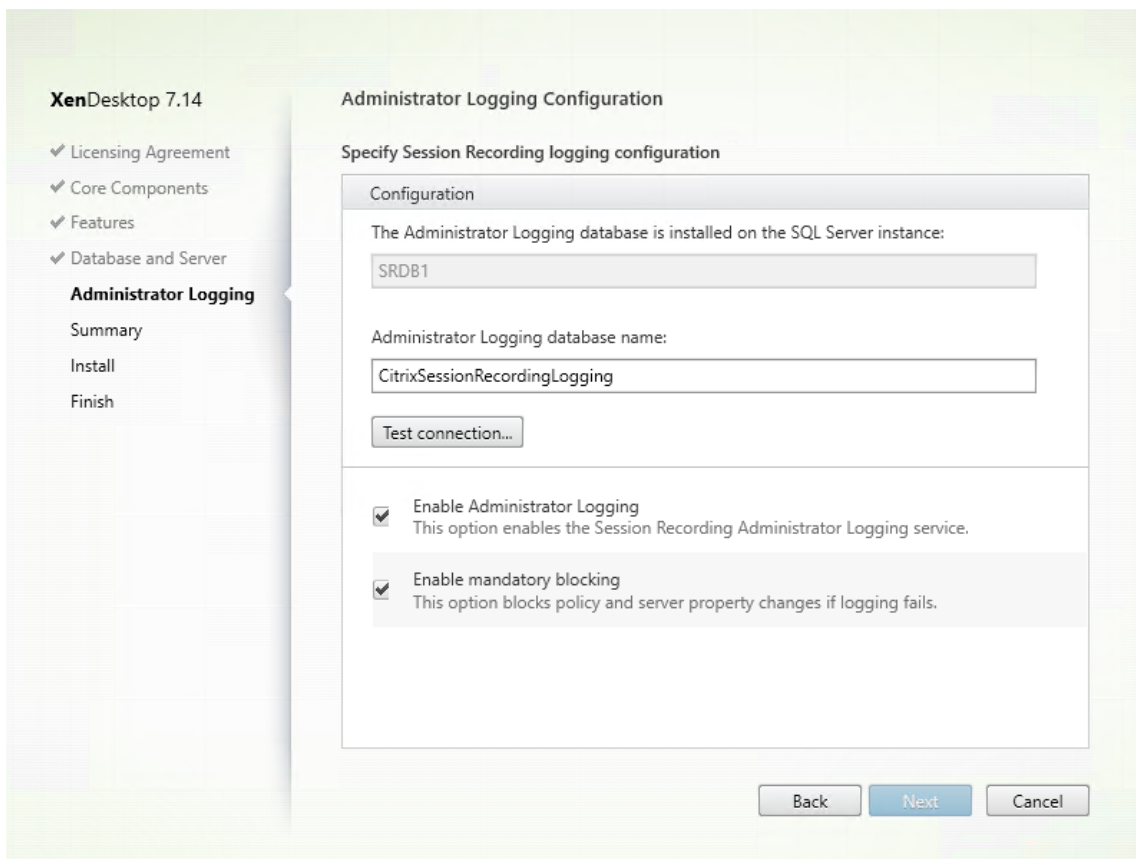 XenDesktop 7.14
Licensing Agreement
Core Components
Features
Database and Server
Administrator Logging
Summary
Install
Finish
Administrator Logging Configuration
Specify Session Recording logging configuration
Configuration
The Administrator Logging database is installed on the SQL Server instance:
SRDB1
Administrator Logging database name:
CitrixSessionRecordingLogging
Test connection...
Enable Administrator Logging
This option enables the Session Recording Administrator Logging service.
Enable mandatory blocking
This option blocks policy and server property changes if logging fails.
Back
Next
Cancel